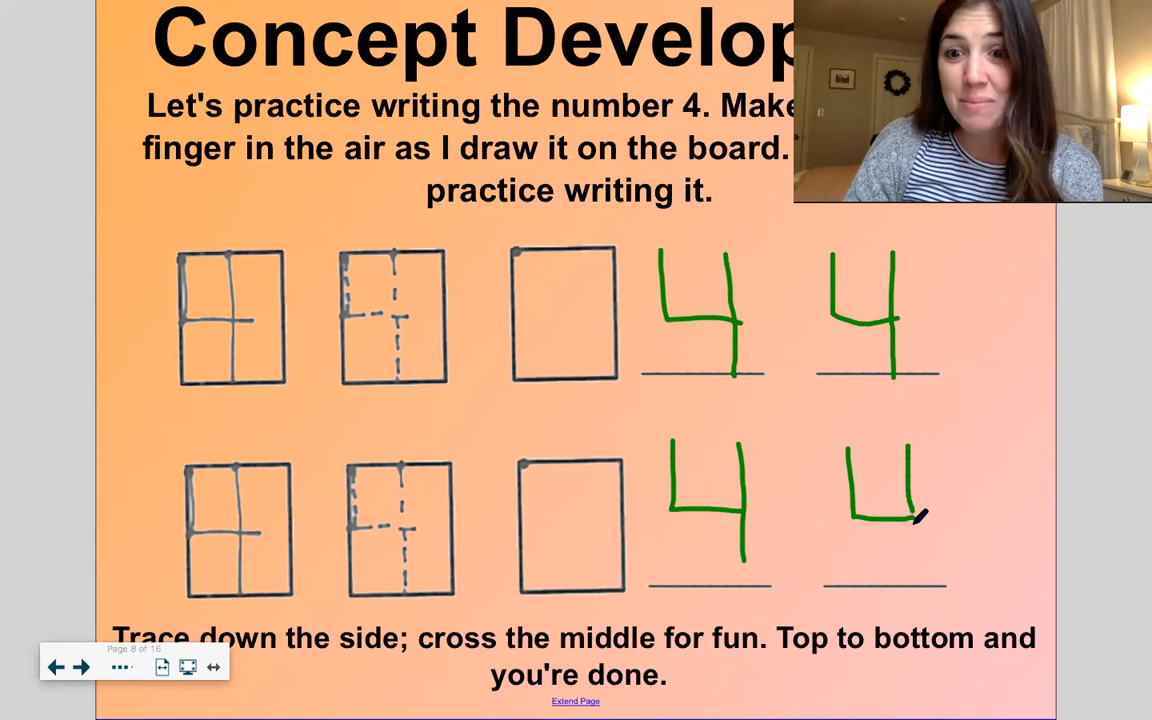 Concept Develop
Let's practice writing the number 4. Make
finger in the air as I draw it on the board.
practice writing it.
4 4
4
down the side; cross the middle for fun. Top to bottom and
you're done.
Page 8 of 16
Extend Page